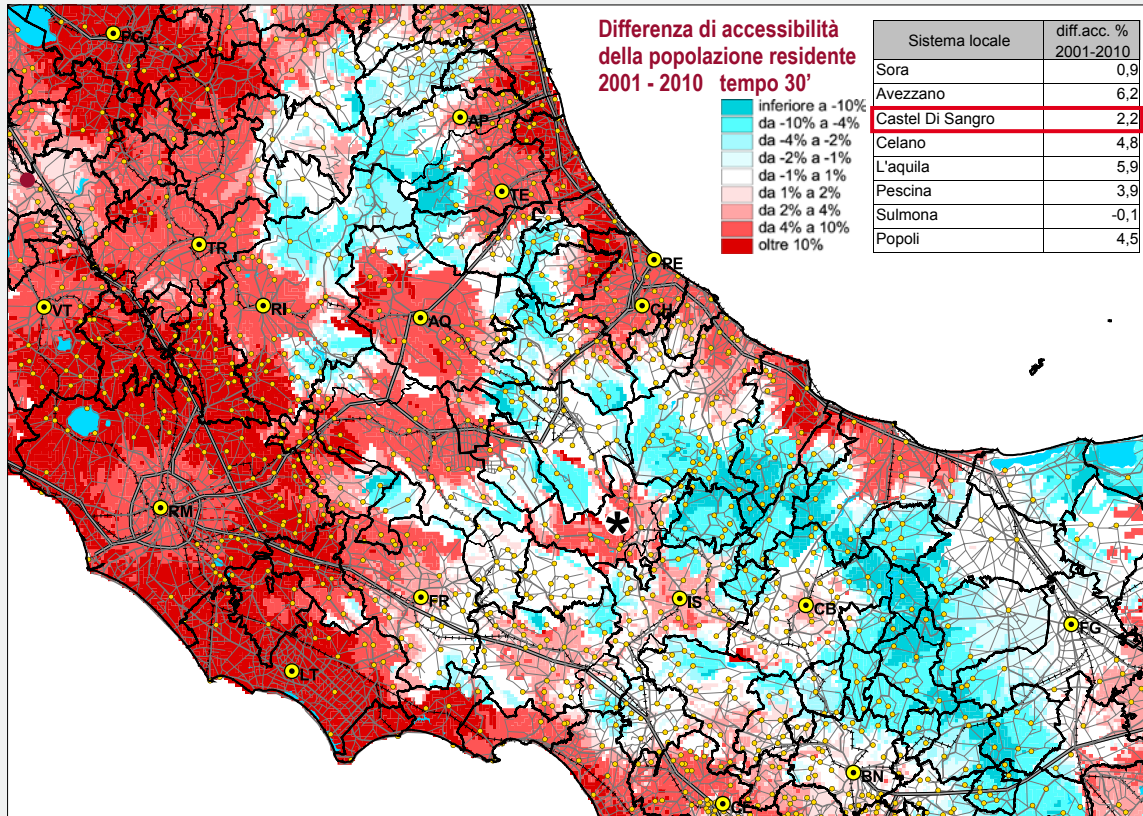 Differenza di accessibilità
della popolazione residente
2001 - 2010 tempo 30'
inferiore a -10%
da -10% a -4%
da -4% a -2%
da -2% a -1%
da -1% a 1%
da 1% a 2%
da 2% a 4%
da 4% a 10%
oltre 10%
Sistema locale diff.acc. % 2001-2010
Sora 0,9
Avezzano 6,2
Castel Di Sangro 2,2
Celano 4,8
L'aquila 5,9
Pescina 3,9
Sulmona -0,1
Popoli 4,5
PG
AP
TE
TR
PE
VT
RI
AQ
CH
RM
*
FR
IS
CB
FG
LT
BN
CE